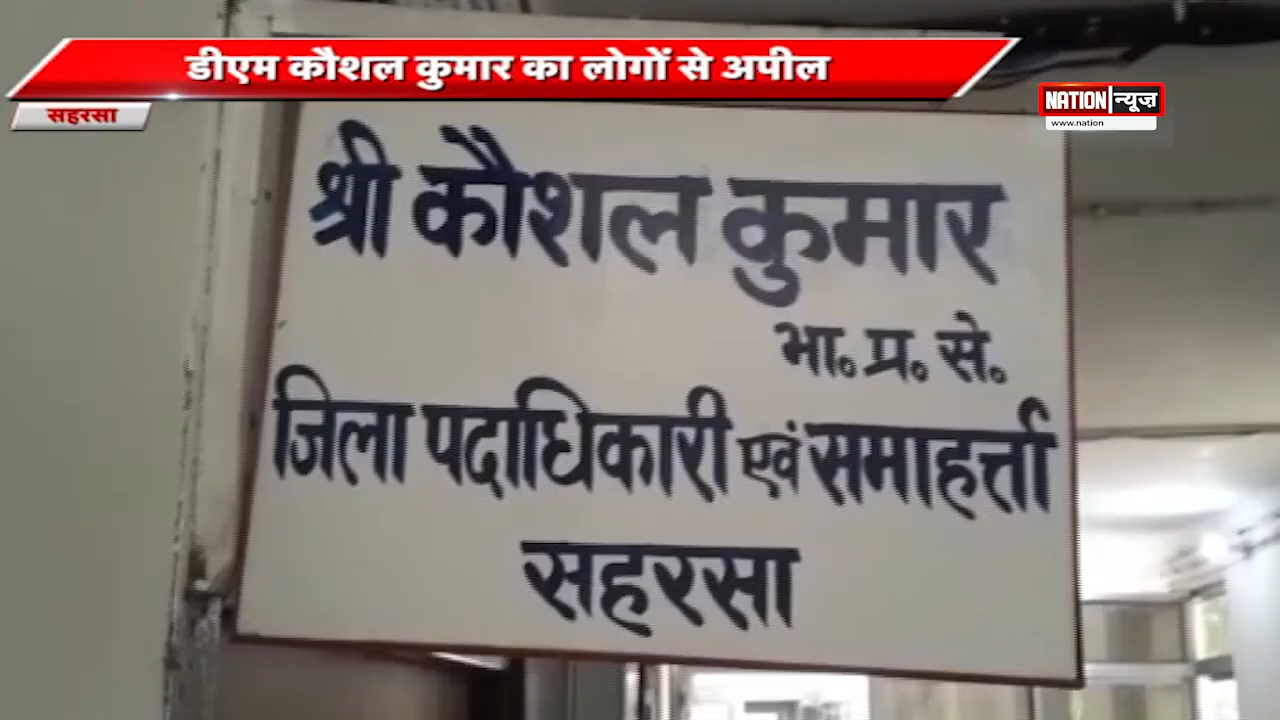 डीएम कौशल कुमार का लोगों से अपील
सहरसा
NATION न्यूज़
www.nation
श्री कौशल कुमार
भा. प्र. से.
जिला पदाधिकारी एवं समाहर्त्ता
सहरसा